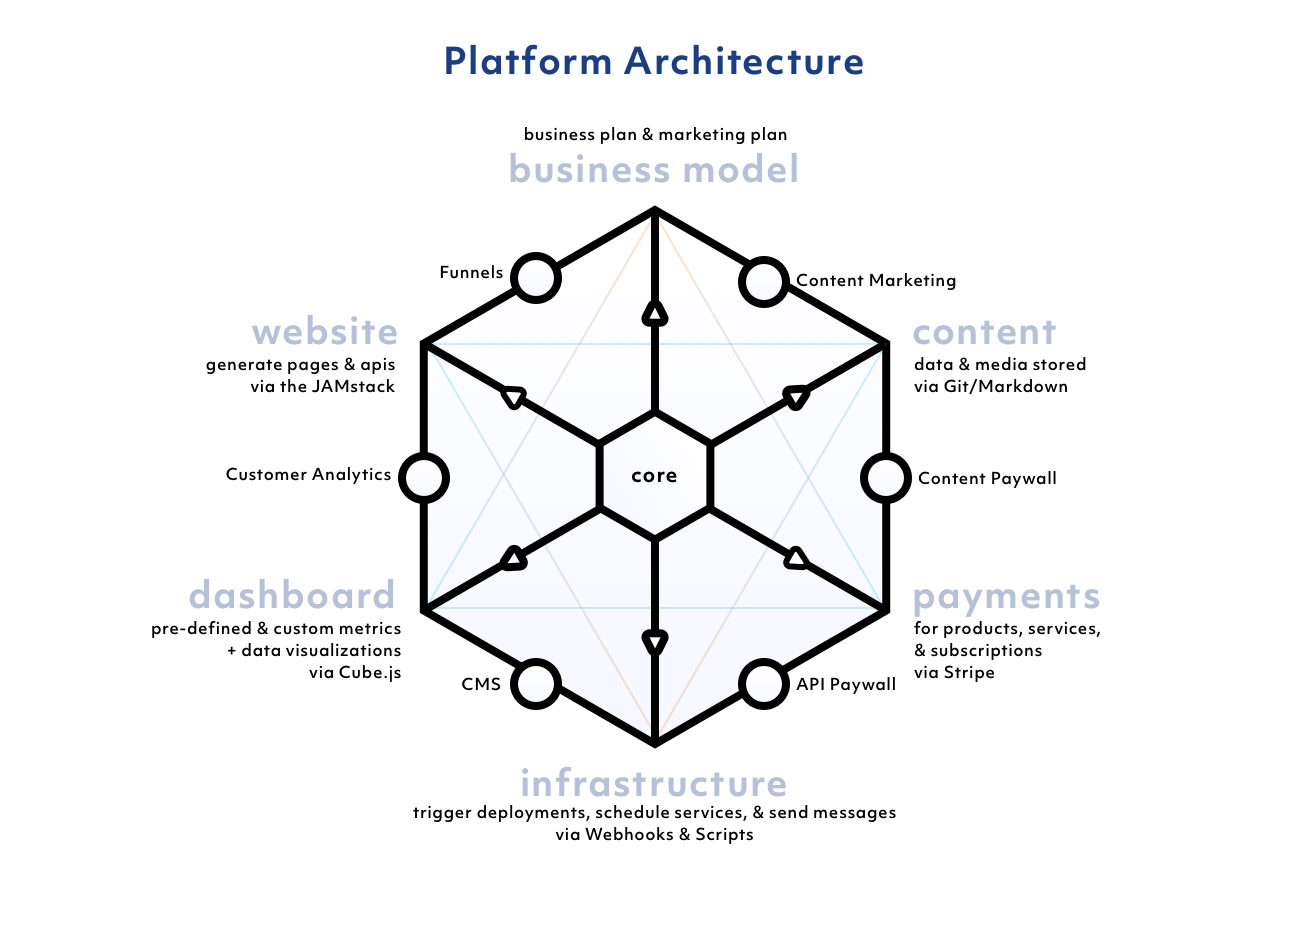 Platform Architecture
business plan & marketing plan
business model
Funnels
Content Marketing
website
generate pages & apis
via the JAMstack
content
data & media stored
via Git/Markdown
Customer Analytics
core
Content Paywall
dashboard
pre-defined & custom metrics
+ data visualizations
via Cube.js
payments
for products, services,
& subscriptions
via Stripe
CMS
API Paywall
infrastructure
trigger deployments, schedule services, & send messages
via Webhooks & Scripts